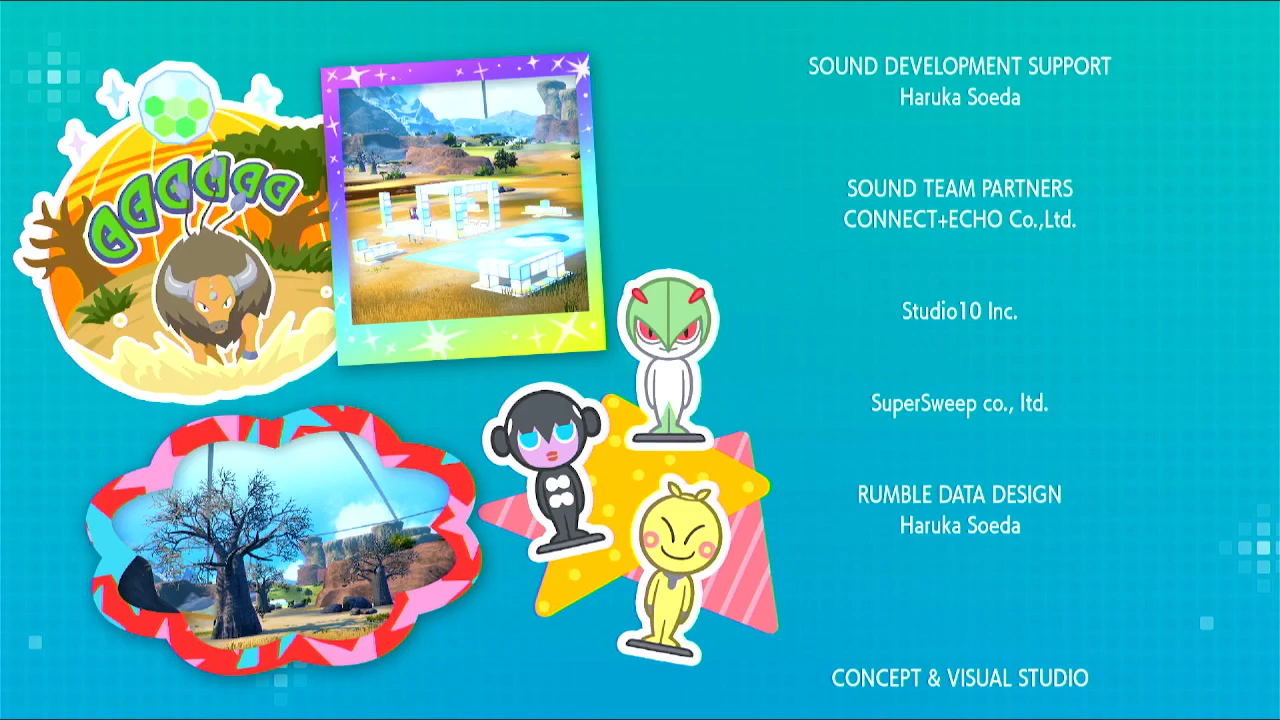 SOUND DEVELOPMENT SUPPORT
Haruka Soeda
SOUND TEAM PARTNERS
CONNECT+ECHO Co.,Ltd.
Studio10 Inc.
SuperSweep co., ltd.
RUMBLE DATA DESIGN
Haruka Soeda
CONCEPT & VISUAL STUDIO